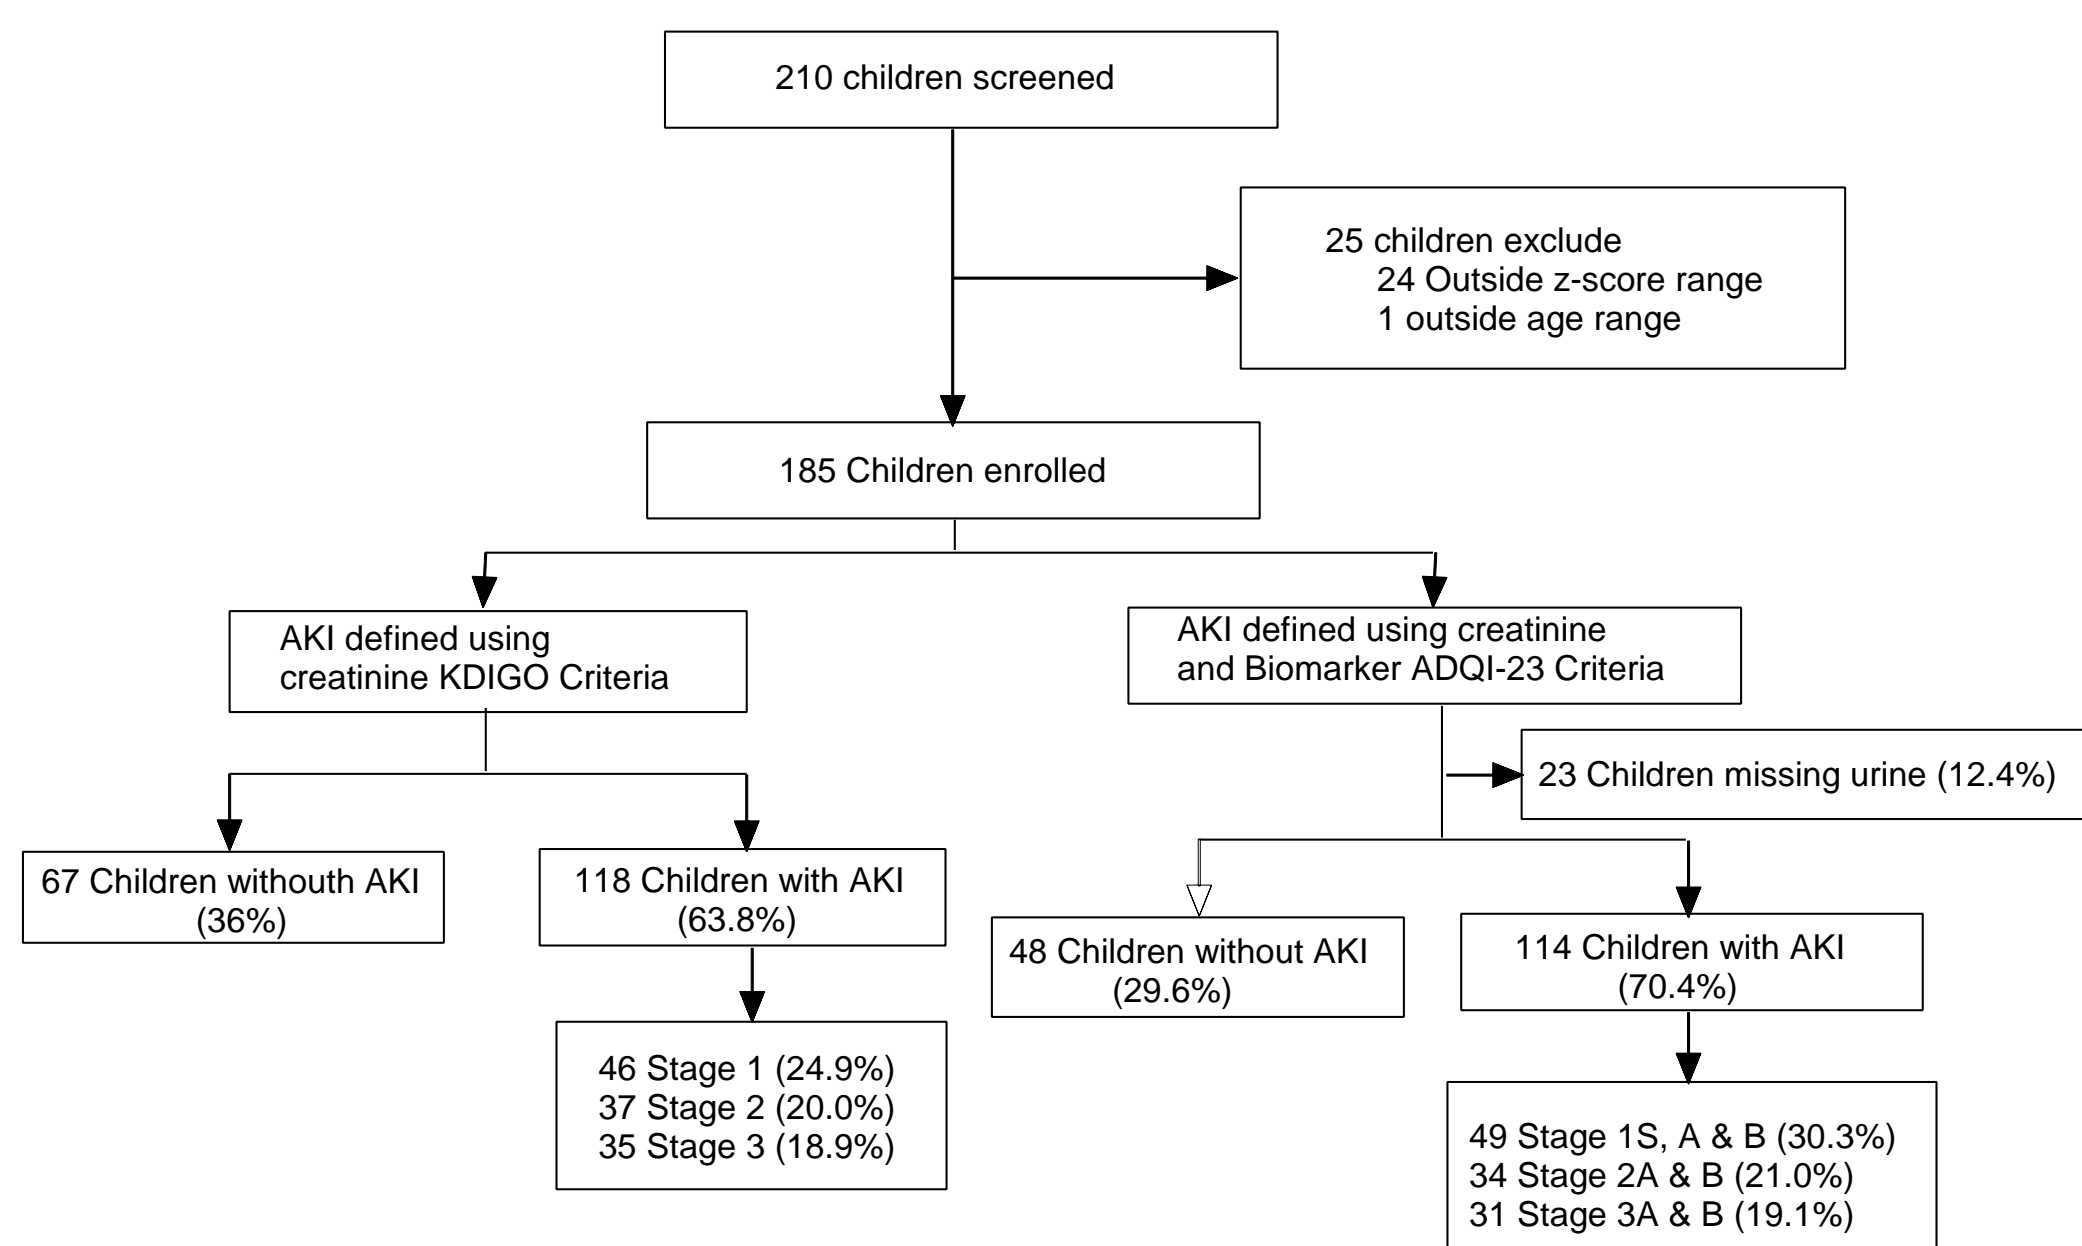 210 children screened
25 children exclude
24 Outside z-score range
1 outside age range
185 Children enrolled
AKI defined using
creatinine KDIGO Criteria
AKI defined using creatinine
and Biomarker ADQI-23 Criteria
23 Children missing urine (12.4%)
67 Children withouth AKI
(36%)
118 Children with AKI
(63.8%)
48 Children without AKI
(29.6%)
114 Children with AKI
(70.4%)
46 Stage 1 (24.9%)
37 Stage 2 (20.0%)
35 Stage 3 (18.9%)
49 Stage 1S, A & B (30.3%)
34 Stage 2A & B (21.0%)
31 Stage 3A & B (19.1%)